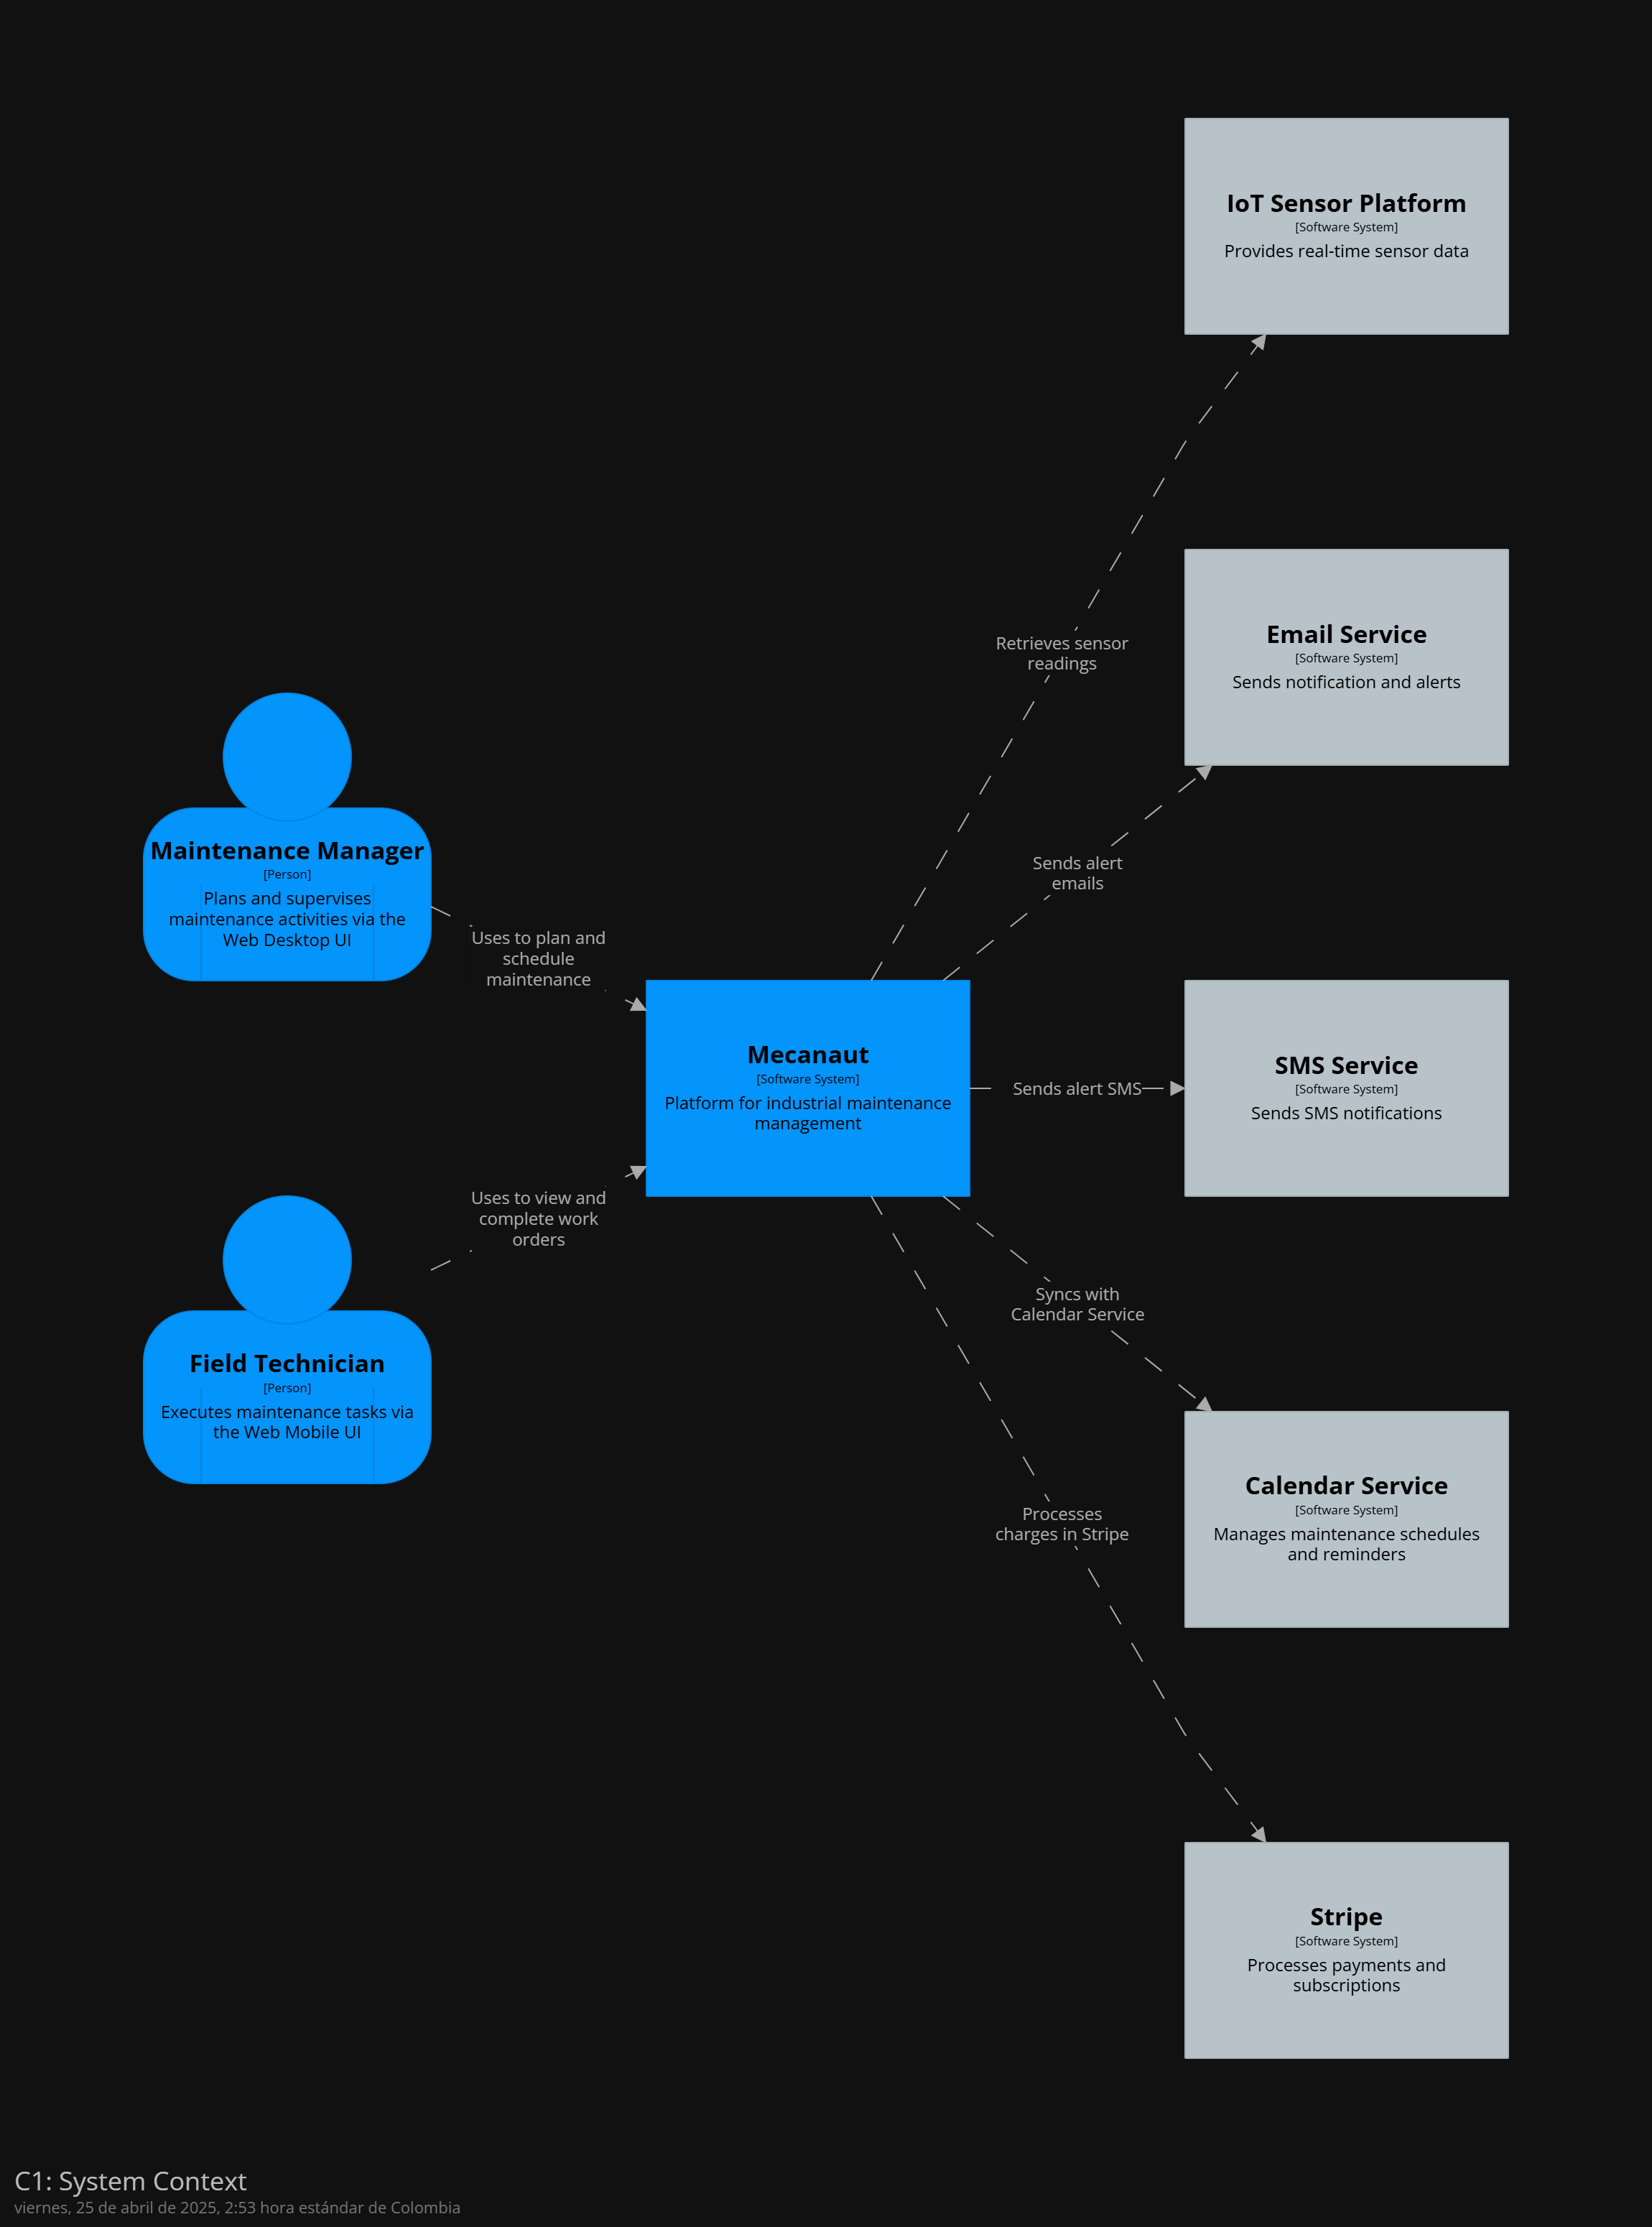 IoT Sensor Platform
[Software System]
Provides real-time sensor data
Retrieves sensor
readings
Email Service
[Software System]
Sends notification and alerts
Sends alert
emails
Maintenance Manager
[Person]
Plans and supervises
maintenance activities via the
Web Desktop UI
Uses to plan and
schedule
maintenance
Mecanaut
[Software System]
Platform for industrial maintenance
management
Sends alert SMS
SMS Service
[Software System]
Sends SMS notifications
Uses to view and
complete work
orders
Field Technician
[Person]
Executes maintenance tasks via
the Web Mobile UI
Syncs with
Calendar Service
Calendar Service
[Software System]
Manages maintenance schedules
and reminders
Processes
charges in Stripe
Stripe
[Software System]
Processes payments and
subscriptions
C1: System Context
viernes, 25 de abril de 2025, 2:53 hora estándar de Colombia